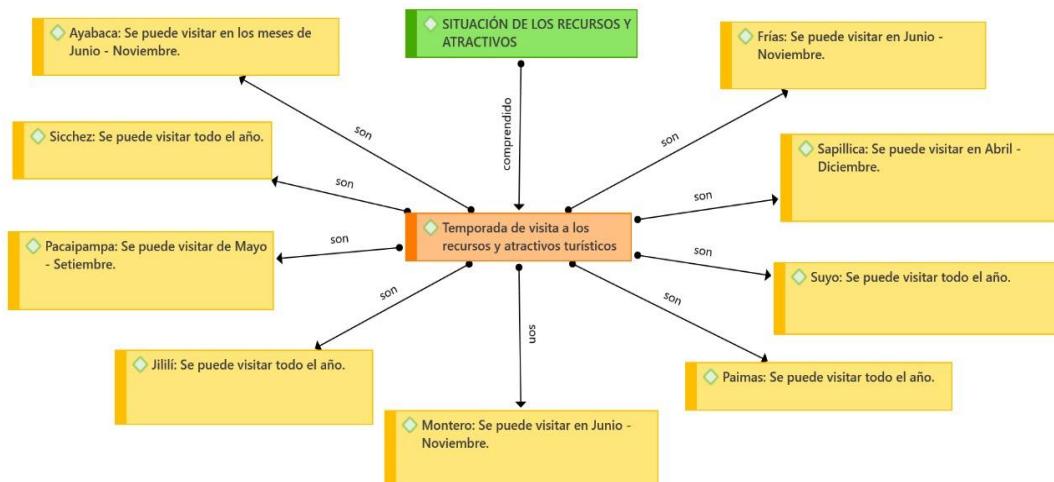 SITUACIÓN DE LOS RECURSOS Y
ATRACTIVOS
comprendido
Temporada de visita a los
recursos y atractivos turísticos
son
Ayabaca: Se puede visitar en los meses de
Junio - Noviembre.
son
Sicchez: Se puede visitar todo el año.
son
Pacaipampa: Se puede visitar de Mayo
- Setiembre.
son
Jililí: Se puede visitar todo el año.
son
Montero: Se puede visitar en Junio -
Noviembre.
son
Paimas: Se puede visitar todo el año.
son
Suyo: Se puede visitar todo el año.
son
Sapillica: Se puede visitar en Abril -
Diciembre.
son
Frías: Se puede visitar en Junio -
Noviembre.